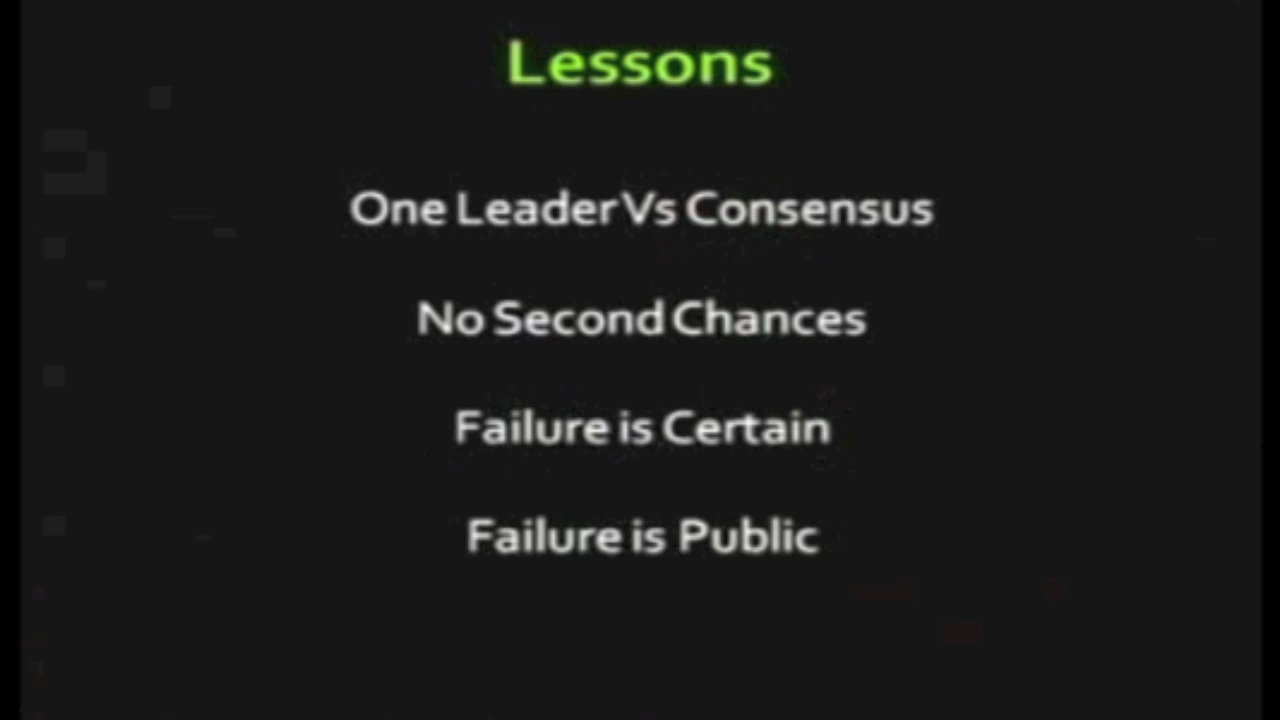 Lessons
One Leader Vs Consensus
No Second Chances
Failure is Certain
Failure is Public